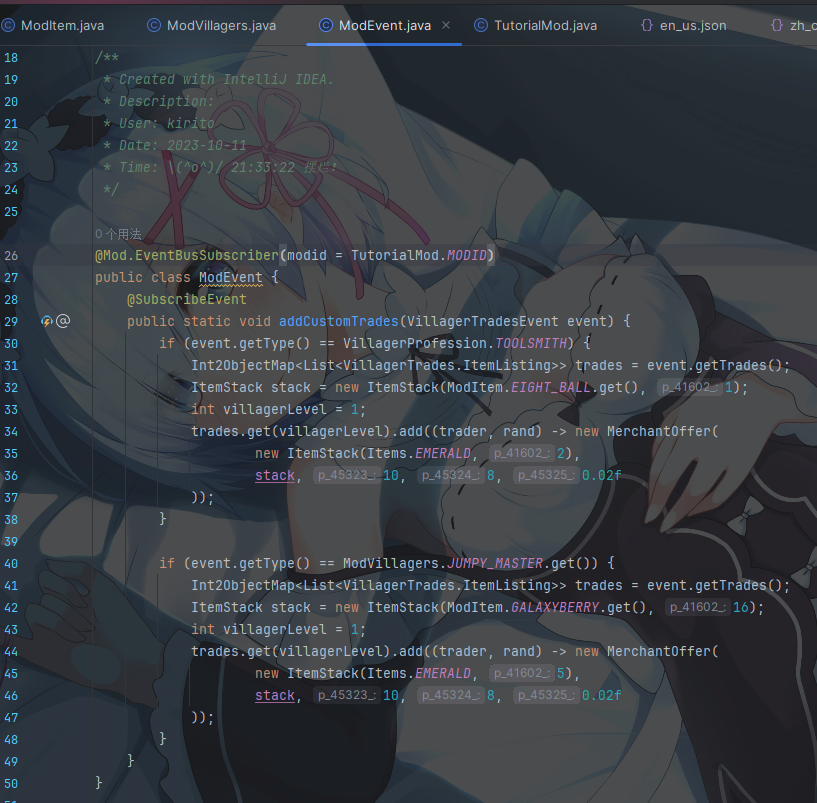 ModItem.java ModVillagers.java ModEvent.java × TutorialMod.java en_us.json zh_c
18 /**
19 * Created with IntelliJ IDEA.
20 * Description:
21 * User: kirito
22 * Date: 2023-10-11
23 * Time: \(^o^)/ 21:33:22 摆烂!
24 */
25
0个用法
26 @Mod.EventBusSubscriber(modid = TutorialMod.MODID)
27 public class ModEvent {
28 @SubscribeEvent
29 @ public static void addCustomTrades(VillagerTradesEvent event) {
30 if (event.getType() == VillagerProfession.TOOLSMITH) {
31 Int2ObjectMap<List<VillagerTrades.ItemListing>> trades = event.getTrades();
32 ItemStack stack = new ItemStack(ModItem.EIGHT_BALL.get(), p_41602_: 1);
33 int villagerLevel = 1;
34 trades.get(villagerLevel).add((trader, rand) -> new MerchantOffer(
35 new ItemStack(Items.EMERALD, p_41602_: 2),
36 stack, p_45323_: 10, p_45324_: 8, p_45325_: 0.02f
37 ));
38 }
39
40 if (event.getType() == ModVillagers.JUMPY_MASTER.get()) {
41 Int2ObjectMap<List<VillagerTrades.ItemListing>> trades = event.getTrades();
42 ItemStack stack = new ItemStack(ModItem.GALAXYBERRY.get(), p_41602_: 16);
43 int villagerLevel = 1;
44 trades.get(villagerLevel).add((trader, rand) -> new MerchantOffer(
45 new ItemStack(Items.EMERALD, p_41602_: 5),
46 stack, p_45323_: 10, p_45324_: 8, p_45325_: 0.02f
47 ));
48 }
49 }
50 }